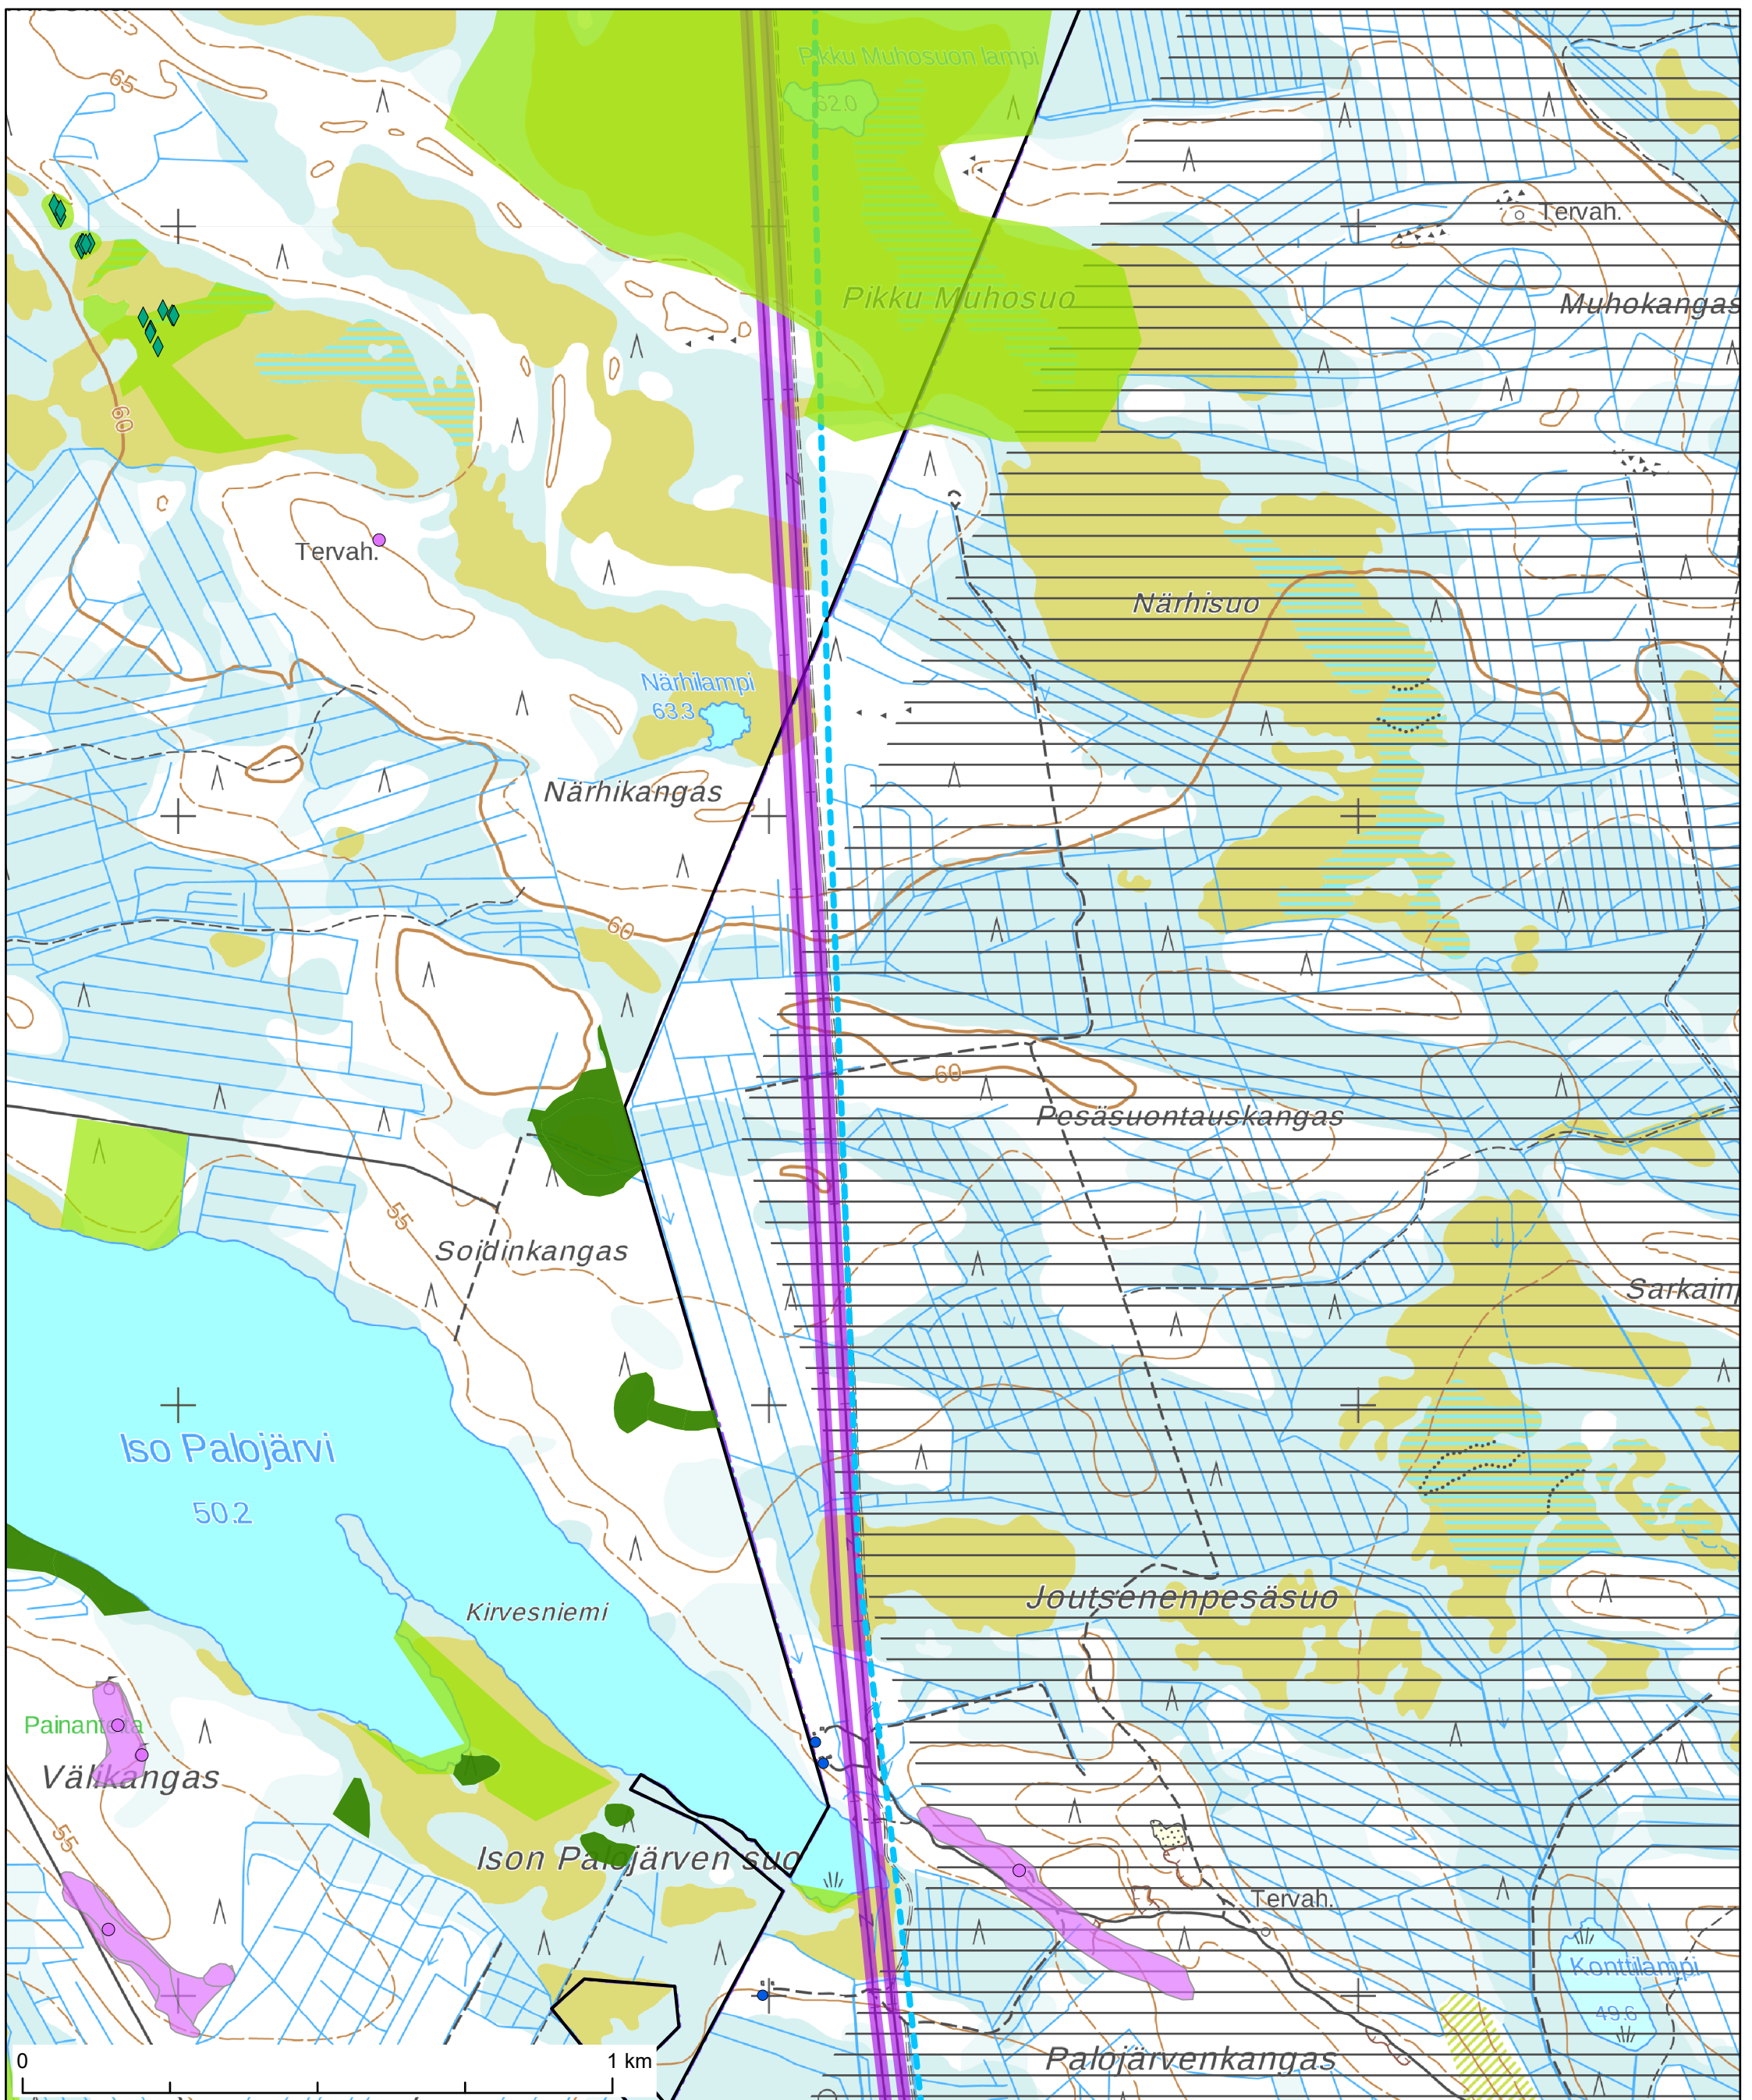 65
Pikku Muhosuon lampi
62.0
Tervah.
Pikku Muhosuo
Muhokangas
60
Tervah.
Närhisuo
Närhilampi
63.3
Närhikangas
60
60
Pesäsuontauskangas
55
Soidinkangas
Sarkain
Iso Palojärvi
50.2
Joutsenenpesäsuo
Kirvesniemi
Välikangas
55
Ison Palojärven suo
Tervah.
Konttilampi
49.6
0
1 km
Palojärvenkangas